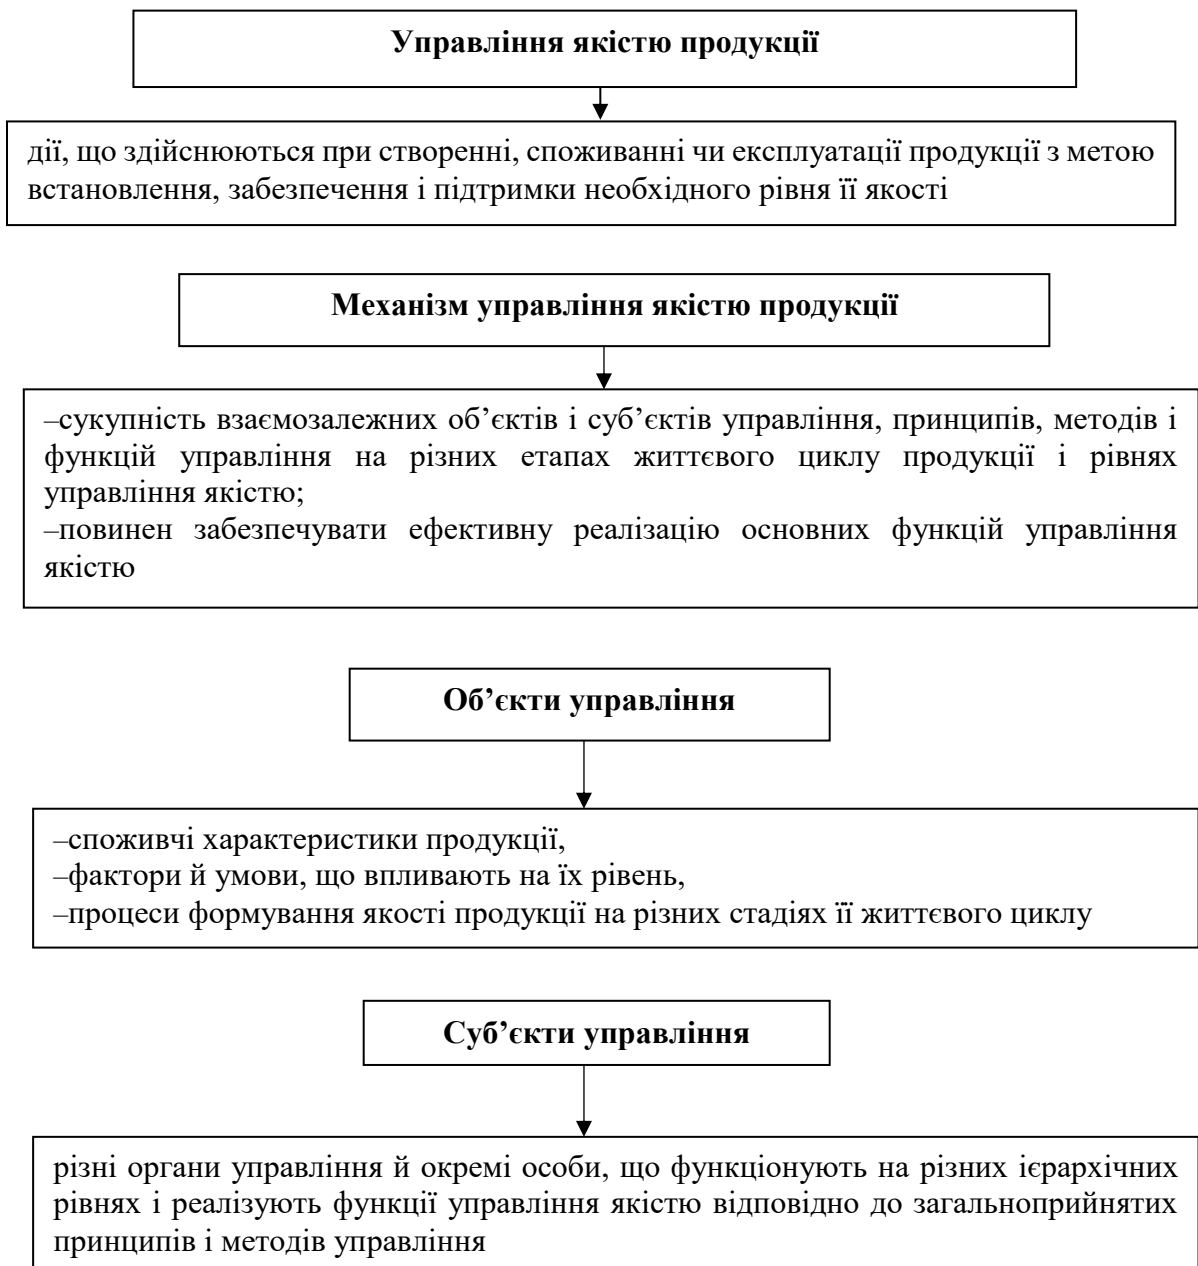 Управління якістю продукції
дії, що здійснюються при створенні, споживанні чи експлуатації продукції з метою
встановлення, забезпечення і підтримки необхідного рівня її якості
Механізм управління якістю продукції
–сукупність взаємозалежних об’єктів і суб’єктів управління, принципів, методів і
функцій управління на різних етапах життєвого циклу продукції і рівнях
управління якістю;
–повинен забезпечувати ефективну реалізацію основних функцій управління
якістю
Об’єкти управління
–споживчі характеристики продукції,
–фактори й умови, що впливають на їх рівень,
–процеси формування якості продукції на різних стадіях її життєвого циклу
Суб’єкти управління
різні органи управління й окремі особи, що функціонують на різних ієрархічних
рівнях і реалізують функції управління якістю відповідно до загальноприйнятих
принципів і методів управління